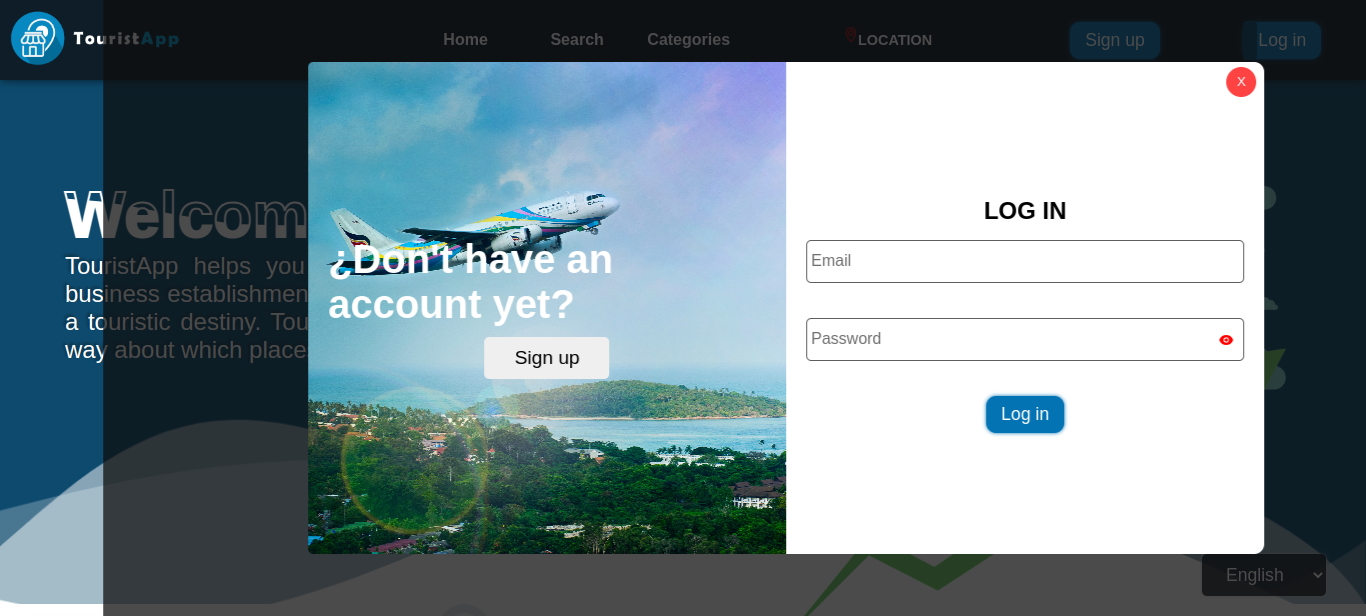 TouristApp
Home
Search
Categories
LOCATION
Sign up
Log in
X
Welcom
TouristApp helps you
business establishmen
a touristic destiny. Tou
way about which place
¿Don't have an
account yet?
Sign up
LOG IN
Email
Password
Log in
English